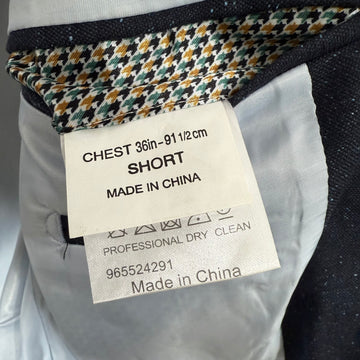 CHEST 36in-91 1/2cm
SHORT
MADE IN CHINA
PROFESSIONAL DRY CLEAN
965524291
Made in China